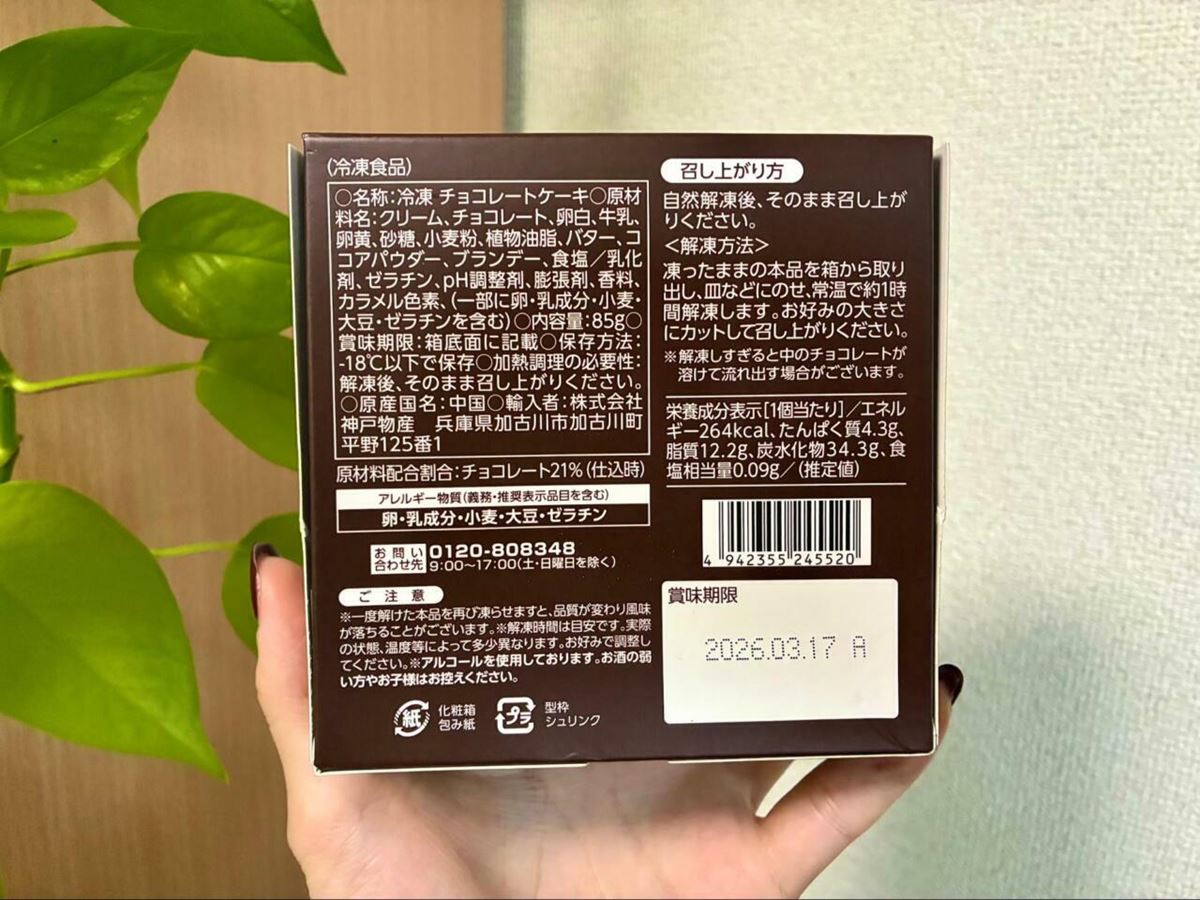 (冷凍食品)
○名称:冷凍 チョコレートケーキ○原材
料名:クリーム、チョコレート、卵白、牛乳、
卵黄、砂糖、小麦粉、植物油脂、バター、コ
コアパウダー、ブランデー、食塩/乳化
剤、ゼラチン、pH調整剤、膨張剤、香料、
カラメル色素、(一部に卵・乳成分・小麦・
大豆・ゼラチンを含む)○内容量:85g○
賞味期限:箱底面に記載○保存方法:
-18℃以下で保存○加熱調理の必要性:
解凍後、そのまま召し上がりください。
○原産国名:中国○輸入者:株式会社
神戸物産 兵庫県加古川市加古川町
平野125番1
原材料配合割合:チョコレート21%(仕込時)
アレルギー物質(義務・推奨表示品目を含む)
卵・乳成分・小麦・大豆・ゼラチン
お問い
合わせ先
0120-808348
9:00~17:00(土・日曜日を除く)
ご注意
※一度解けた本品を再び凍らせますと、品質が変わり風味
が落ちることがございます。※解凍時間は目安です。実際
の状態、温度等によって多少異なります。お好みで調整し
てください。※アルコールを使用しております。お酒の弱
い方やお子様はお控えください。
紙
化粧箱
包み紙
プラ
型枠
シュリンク
召し上がり方
自然解凍後、そのまま召し上が
りください。
<解凍方法>
凍ったままの本品を箱から取り
出し、皿などにのせ、常温で約1時
間解凍します。お好みの大きさ
にカットして召し上がりください。
※解凍しすぎると中のチョコレートが
溶けて流れ出す場合がございます。
栄養成分表示[1個当たり]/エネル
ギー264kcal、たんぱく質4.3g、
脂質12.2g、炭水化物34.3g、食
塩相当量0.09g/(推定値)
4 942355 245520
賞味期限
2026.03.17 A